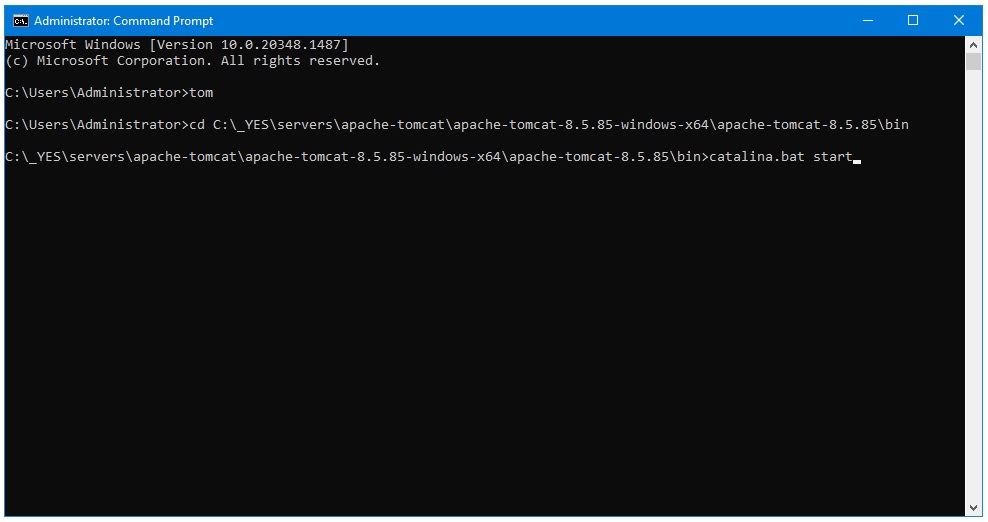 Administrator: Command Prompt
Microsoft Windows [Version 10.0.20348.1487]
(c) Microsoft Corporation. All rights reserved.
C:\Users\Administrator>tom
C:\Users\Administrator>cd C:\_YES\servers\apache-tomcat\apache-tomcat-8.5.85-windows-x64\apache-tomcat-8.5.85\bin
C:\_YES\servers\apache-tomcat\apache-tomcat-8.5.85-windows-x64\apache-tomcat-8.5.85\bin>catalina.bat start